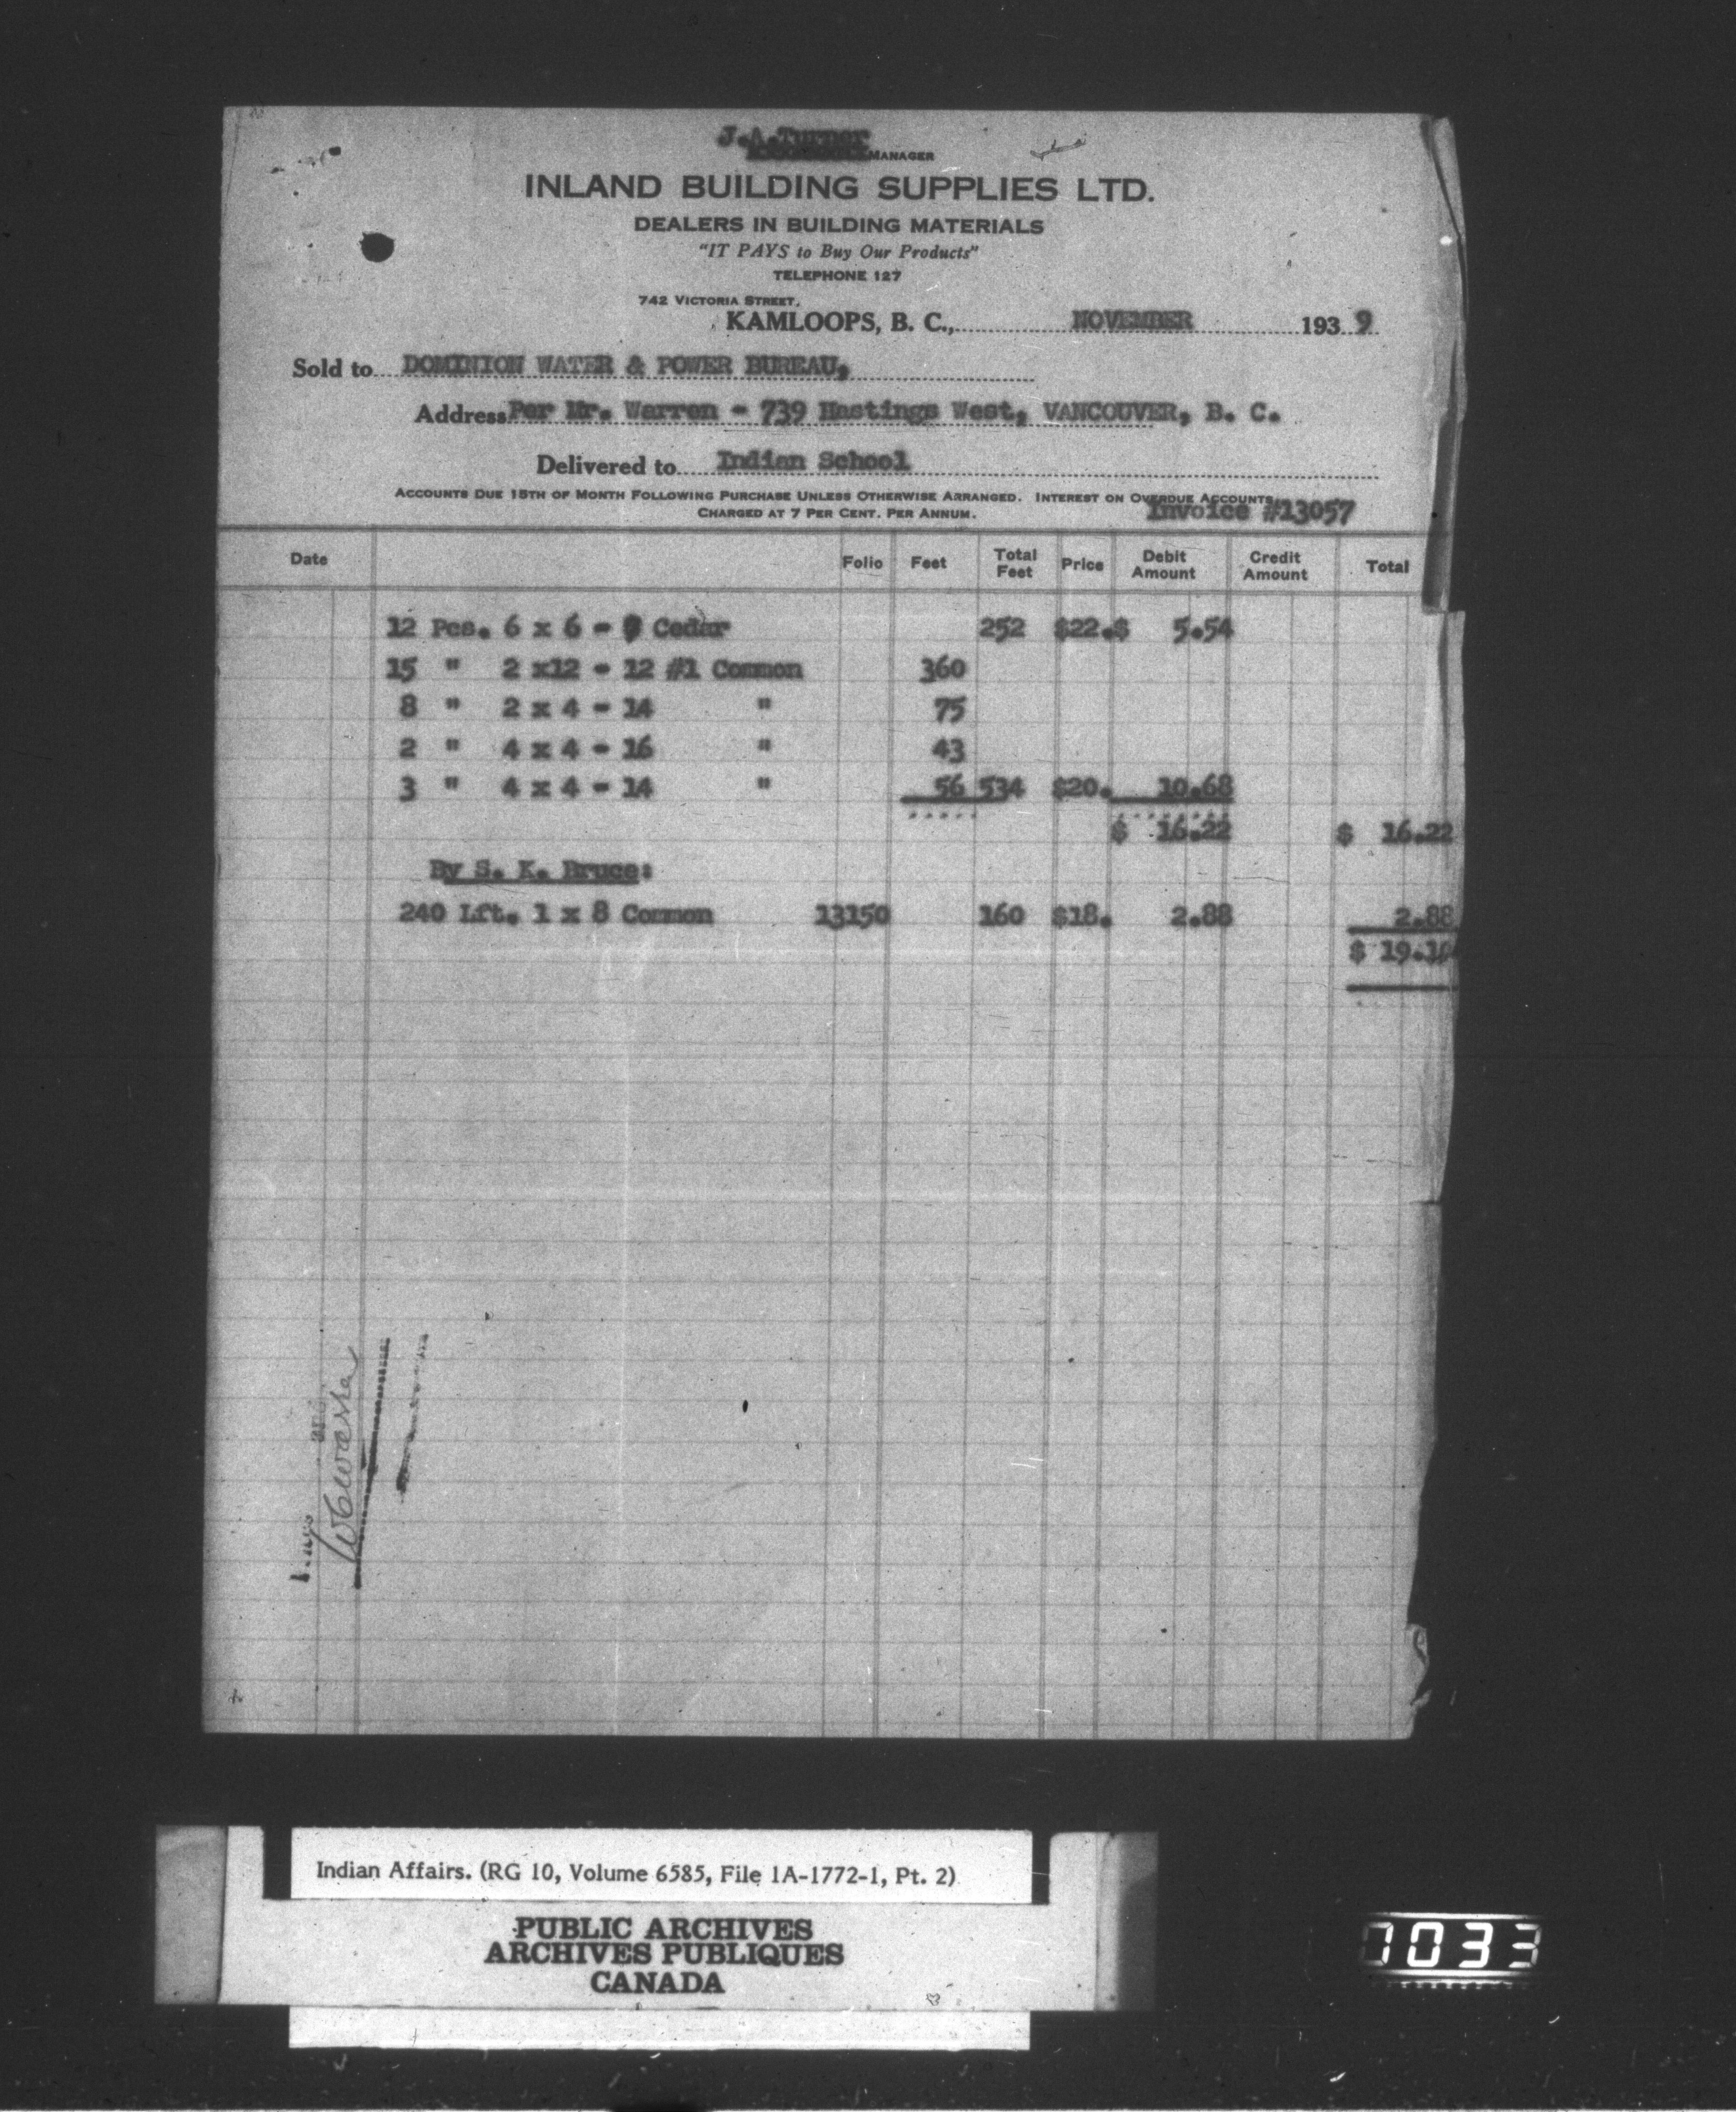 J.A.Turner
MANAGER
INLAND BUILDING SUPPLIES LTD.
DEALERS IN BUILDING MATERIALS
"IT PAYS to Buy Our Products"
TELEPHONE 127
742 VICTORIA STREET,
KAMLOOPS, B. C., NOVEMBER 193 9
Sold to DOMINION WATER & POWER BUREAU,
Address Per Mr. Warren - 739 Hastings West, VANCOUVER, B. C.
Delivered to Indian School
ACCOUNTS DUE 15TH OF MONTH FOLLOWING PURCHASE UNLESS OTHERWISE ARRANGED. INTEREST ON OVERDUE ACCOUNTS
CHARGED AT 7 PER CENT. PER ANNUM. Invoice #13057
Date Folio Feet Total Feet Price Debit Amount Credit Amount Total
12 Pcs. 6 x 6 - Cedar 252 $22. $ 5.54
15 " 2 x12 - 12 #1 Common 360
8 " 2 x 4 - 14 " 75
2 " 4 x 4 - 16 " 43
3 " 4 x 4 - 14 " 56 534 $20. 10.68
$ 16.22 $ 16.22
By S. K. Bruce:
240 Lft. 1 x 8 Common 13150 160 $18. 2.88 2.88
$ 19.10
Indian Affairs. (RG 10, Volume 6585, File 1A-1772-1, Pt. 2)
PUBLIC ARCHIVES
ARCHIVES PUBLIQUES
CANADA
1033